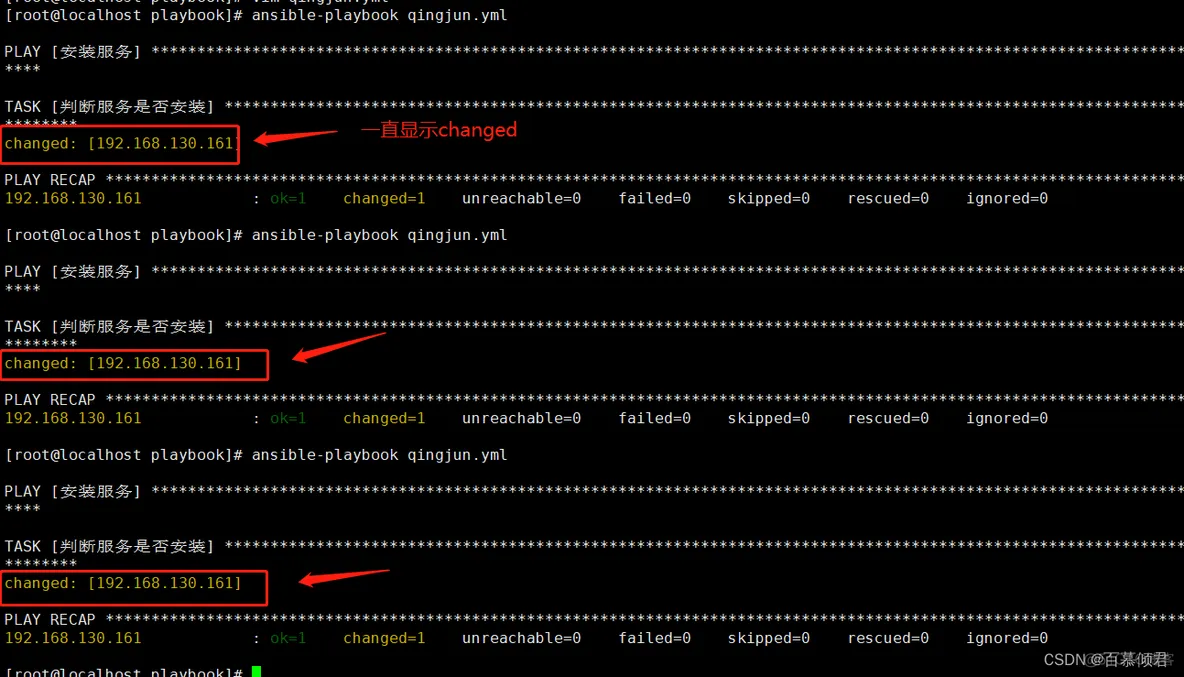 [root@localhost playbook]# vim qingjun.yml
[root@localhost playbook]# ansible-playbook qingjun.yml
PLAY [安装服务] ******************************************************************************************************************
****
TASK [判断服务是否安装] *********************************************************************************************************
********
changed: [192.168.130.161]
一直显示changed
PLAY RECAP **********************************************************************************************************************
192.168.130.161 : ok=1 changed=1 unreachable=0 failed=0 skipped=0 rescued=0 ignored=0
[root@localhost playbook]# ansible-playbook qingjun.yml
PLAY [安装服务] ******************************************************************************************************************
****
TASK [判断服务是否安装] *********************************************************************************************************
********
changed: [192.168.130.161]
PLAY RECAP **********************************************************************************************************************
192.168.130.161 : ok=1 changed=1 unreachable=0 failed=0 skipped=0 rescued=0 ignored=0
[root@localhost playbook]# ansible-playbook qingjun.yml
PLAY [安装服务] ******************************************************************************************************************
****
TASK [判断服务是否安装] *********************************************************************************************************
********
changed: [192.168.130.161]
PLAY RECAP **********************************************************************************************************************
192.168.130.161 : ok=1 changed=1 unreachable=0 failed=0 skipped=0 rescued=0 ignored=0
[root@localhost playbook]#
CSDN @百慕倾君